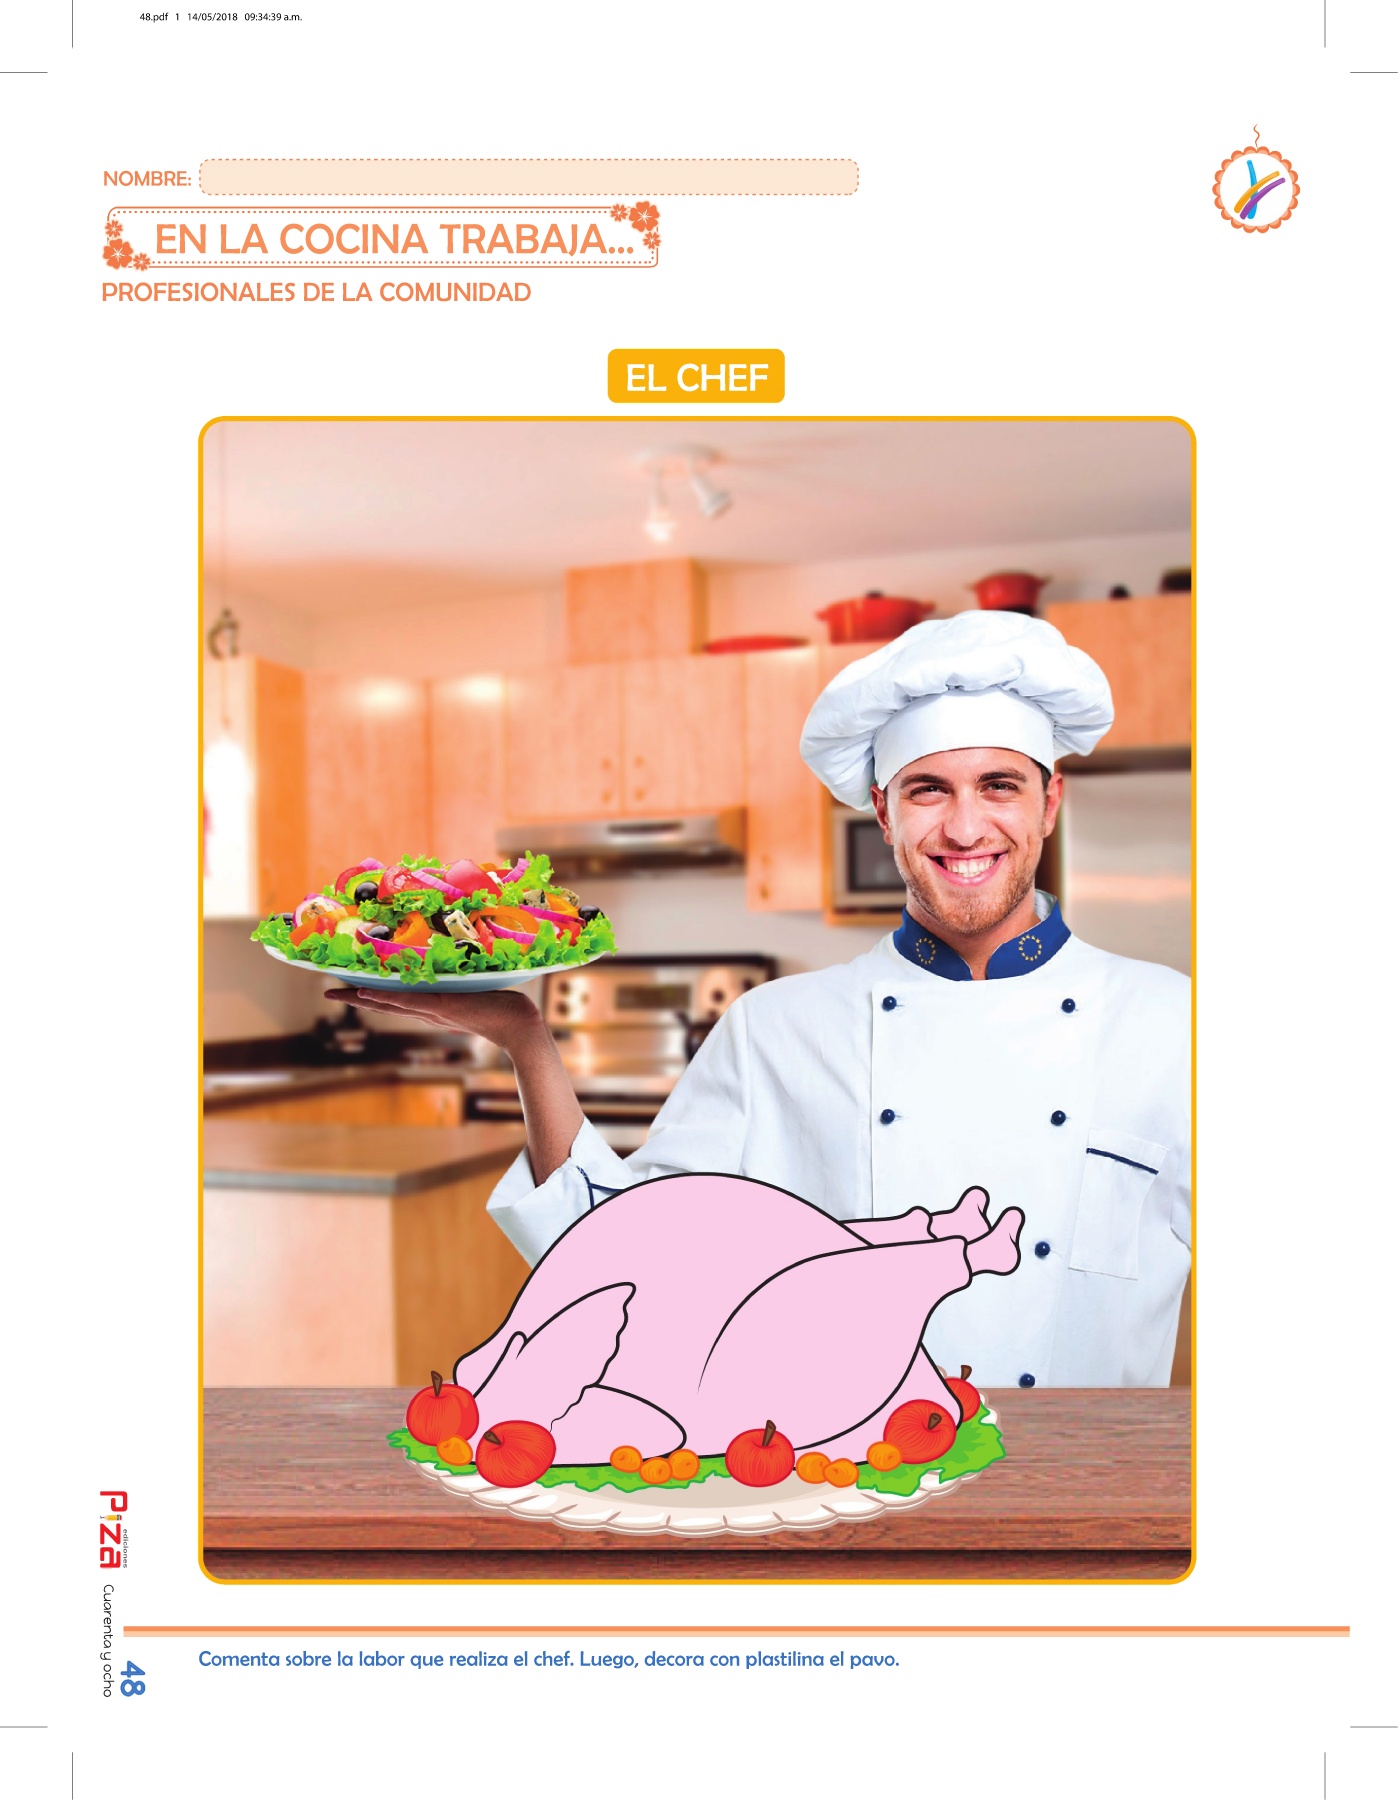 48.pdf 1 14/05/2018 09:34:39 a.m.
NOMBRE:
EN LA COCINA TRABAJA...
PROFESIONALES DE LA COMUNIDAD
EL CHEF
Piza
ediciones
Cuarenta y ocho
48
Comenta sobre la labor que realiza el chef. Luego, decora con plastilina el pavo.